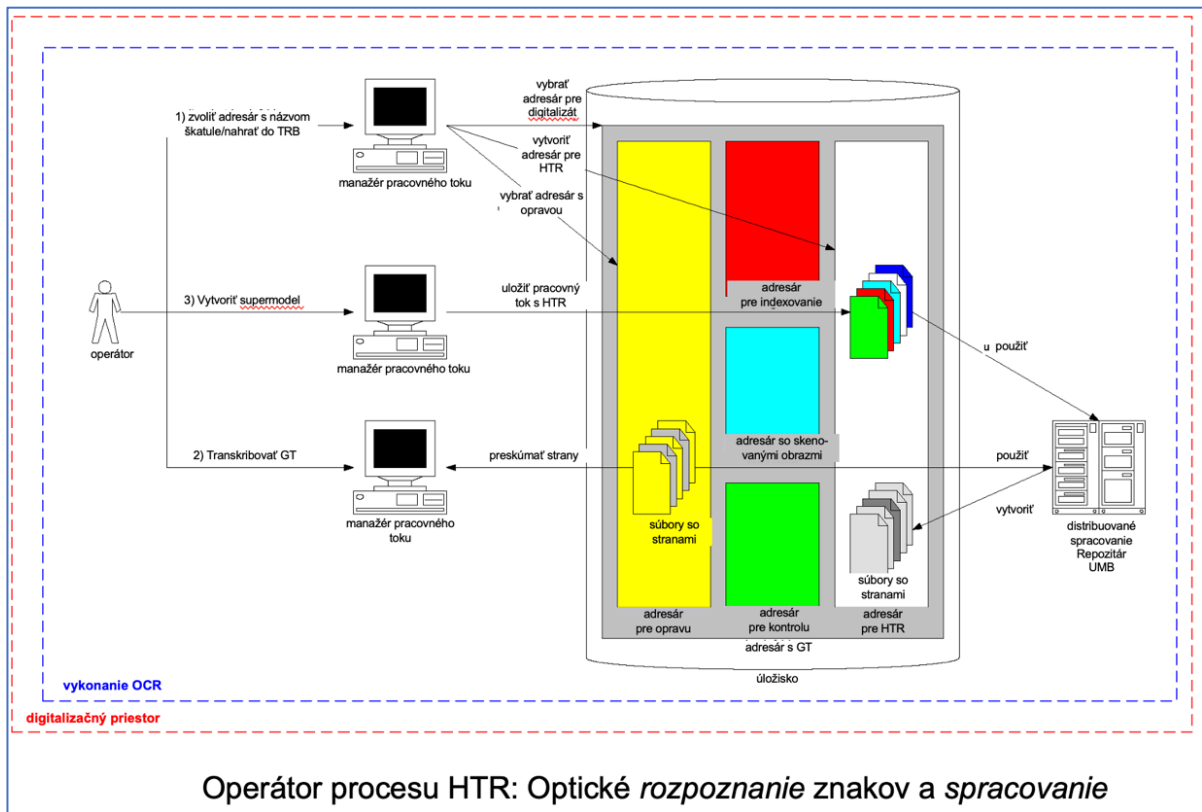 1) zvoliť adresár
s názvom
škatule/nahrať do TRB
manažér pracovného toku
vybrať
adresár pre
digitalizát
vytvoriť
adresár pre
HTR
vybrať adresár s
opravou
operátor
3) Vytvoriť supermodel
manažér pracovného toku
uložiť pracovný
tok s HTR
adresár
pre indexovanie
u použiť
2) Transkribovať GT
manažér pracovného
toku
preskúmať strany
súbory so
stranami
adresár so skeno-
vanými obrazmi
použiť
vytvoriť
distribuované
spracovanie
Repozitár
UMB
súbory so
stranami
adresár
pre opravu
adresár
pre kontrolu
adresár
pre HTR
adresár s GT
úložisko
vykonanie OCR
digitalizačný priestor
Operátor procesu HTR: Optické rozpoznanie znakov a spracovanie